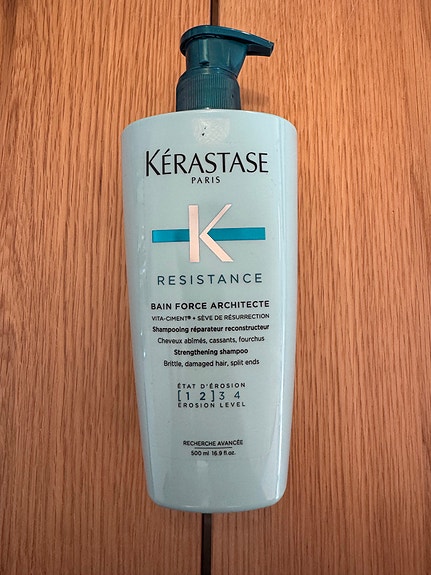 KÉRASTASE
PARIS
K
RESISTANCE
BAIN FORCE ARCHITECTE
VITA-CIMENT® + SÈVE DE RÉSURRECTION
Shampooing réparateur reconstructeur
Cheveux abîmés, cassants, fourchus
Strengthening shampoo
Brittle, damaged hair, split ends
ÉTAT D'ÉROSION
[1 2]3 4
EROSION LEVEL
RECHERCHE AVANCÉE
500 ml 16.9 fl.oz.